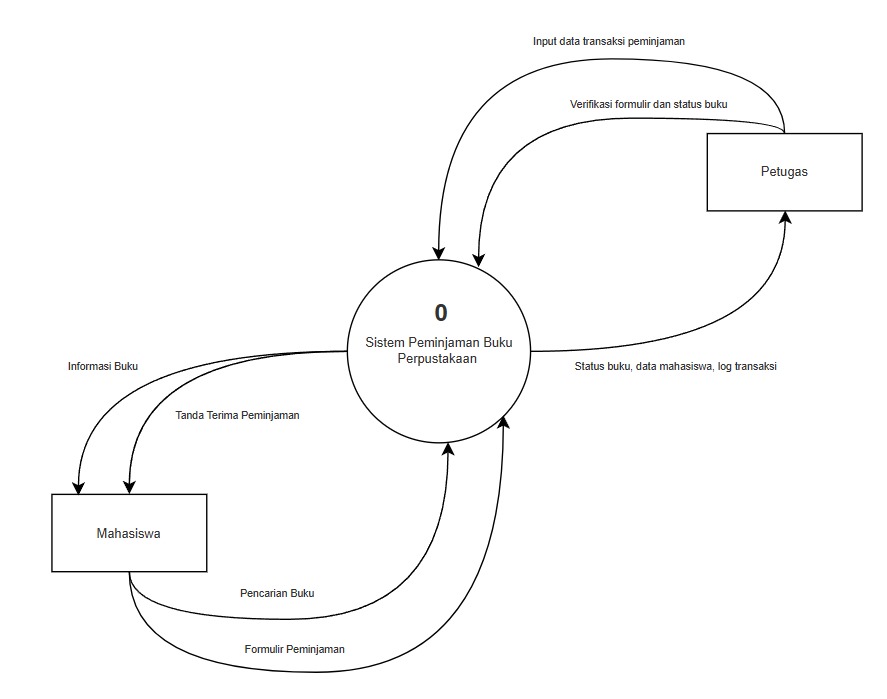 Input data transaksi peminjaman
Verifikasi formulir dan status buku
Petugas
0
Sistem Peminjaman Buku
Perpustakaan
Informasi Buku
Status buku, data mahasiswa, log transaksi
Tanda Terima Peminjaman
Mahasiswa
Pencarian Buku
Formulir Peminjaman